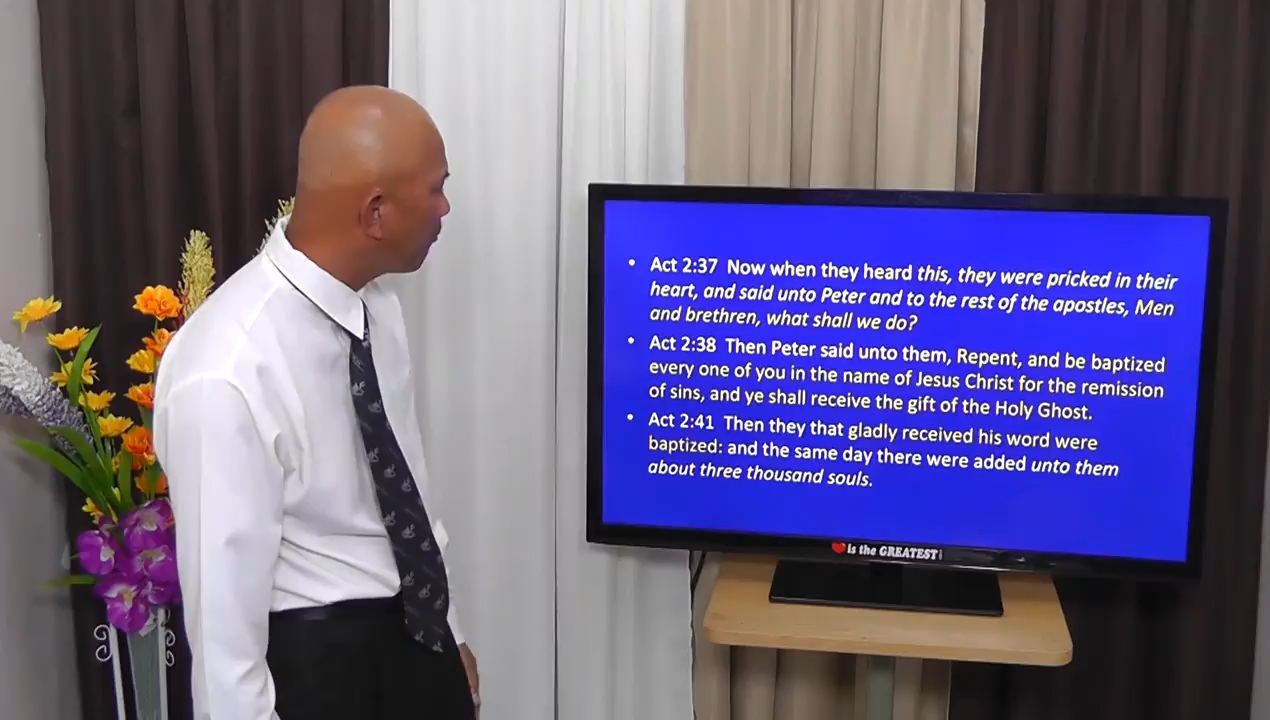 • Act 2:37 Now when they heard this, they were pricked in their
heart, and said unto Peter and to the rest of the apostles, Men
and brethren, what shall we do?
• Act 2:38 Then Peter said unto them, Repent, and be baptized
every one of you in the name of Jesus Christ for the remission
of sins, and ye shall receive the gift of the Holy Ghost.
• Act 2:41 Then they that gladly received his word were
baptized: and the same day there were added unto them
about three thousand souls.
❤ is the GREATEST!